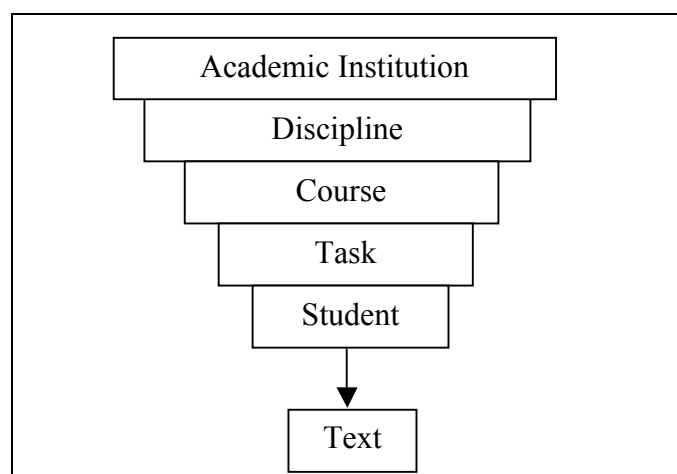 Academic Institution
Discipline
Course
Task
Student
Text